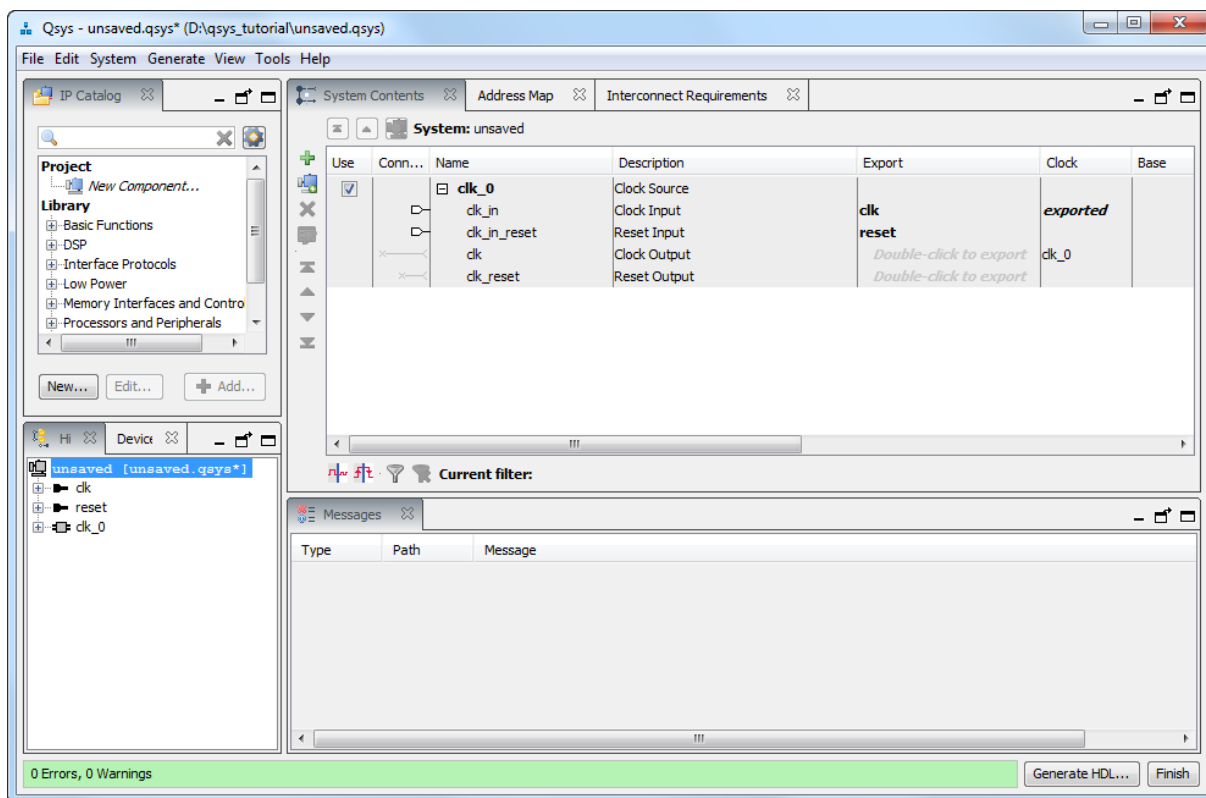 Qsys - unsaved.qsys* (D:\qsys_tutorial\unsaved.qsys)
File Edit System Generate View Tools Help
IP Catalog
Project
New Component...
Library
Basic Functions
DSP
Interface Protocols
Low Power
Memory Interfaces and Control
Processors and Peripherals
New... Edit... Add...
Hi Device
unsaved [unsaved.qsys*]
clk
reset
clk_0
System Contents Address Map Interconnect Requirements
System: unsaved
Use Conn... Name Description Export Clock Base
clk_0 Clock Source
clk_in Clock Input clk exported
clk_in_reset Reset Input reset
clk Clock Output Double-click to export clk_0
clk_reset Reset Output Double-click to export
Current filter:
Messages
Type Path Message
0 Errors, 0 Warnings Generate HDL... Finish